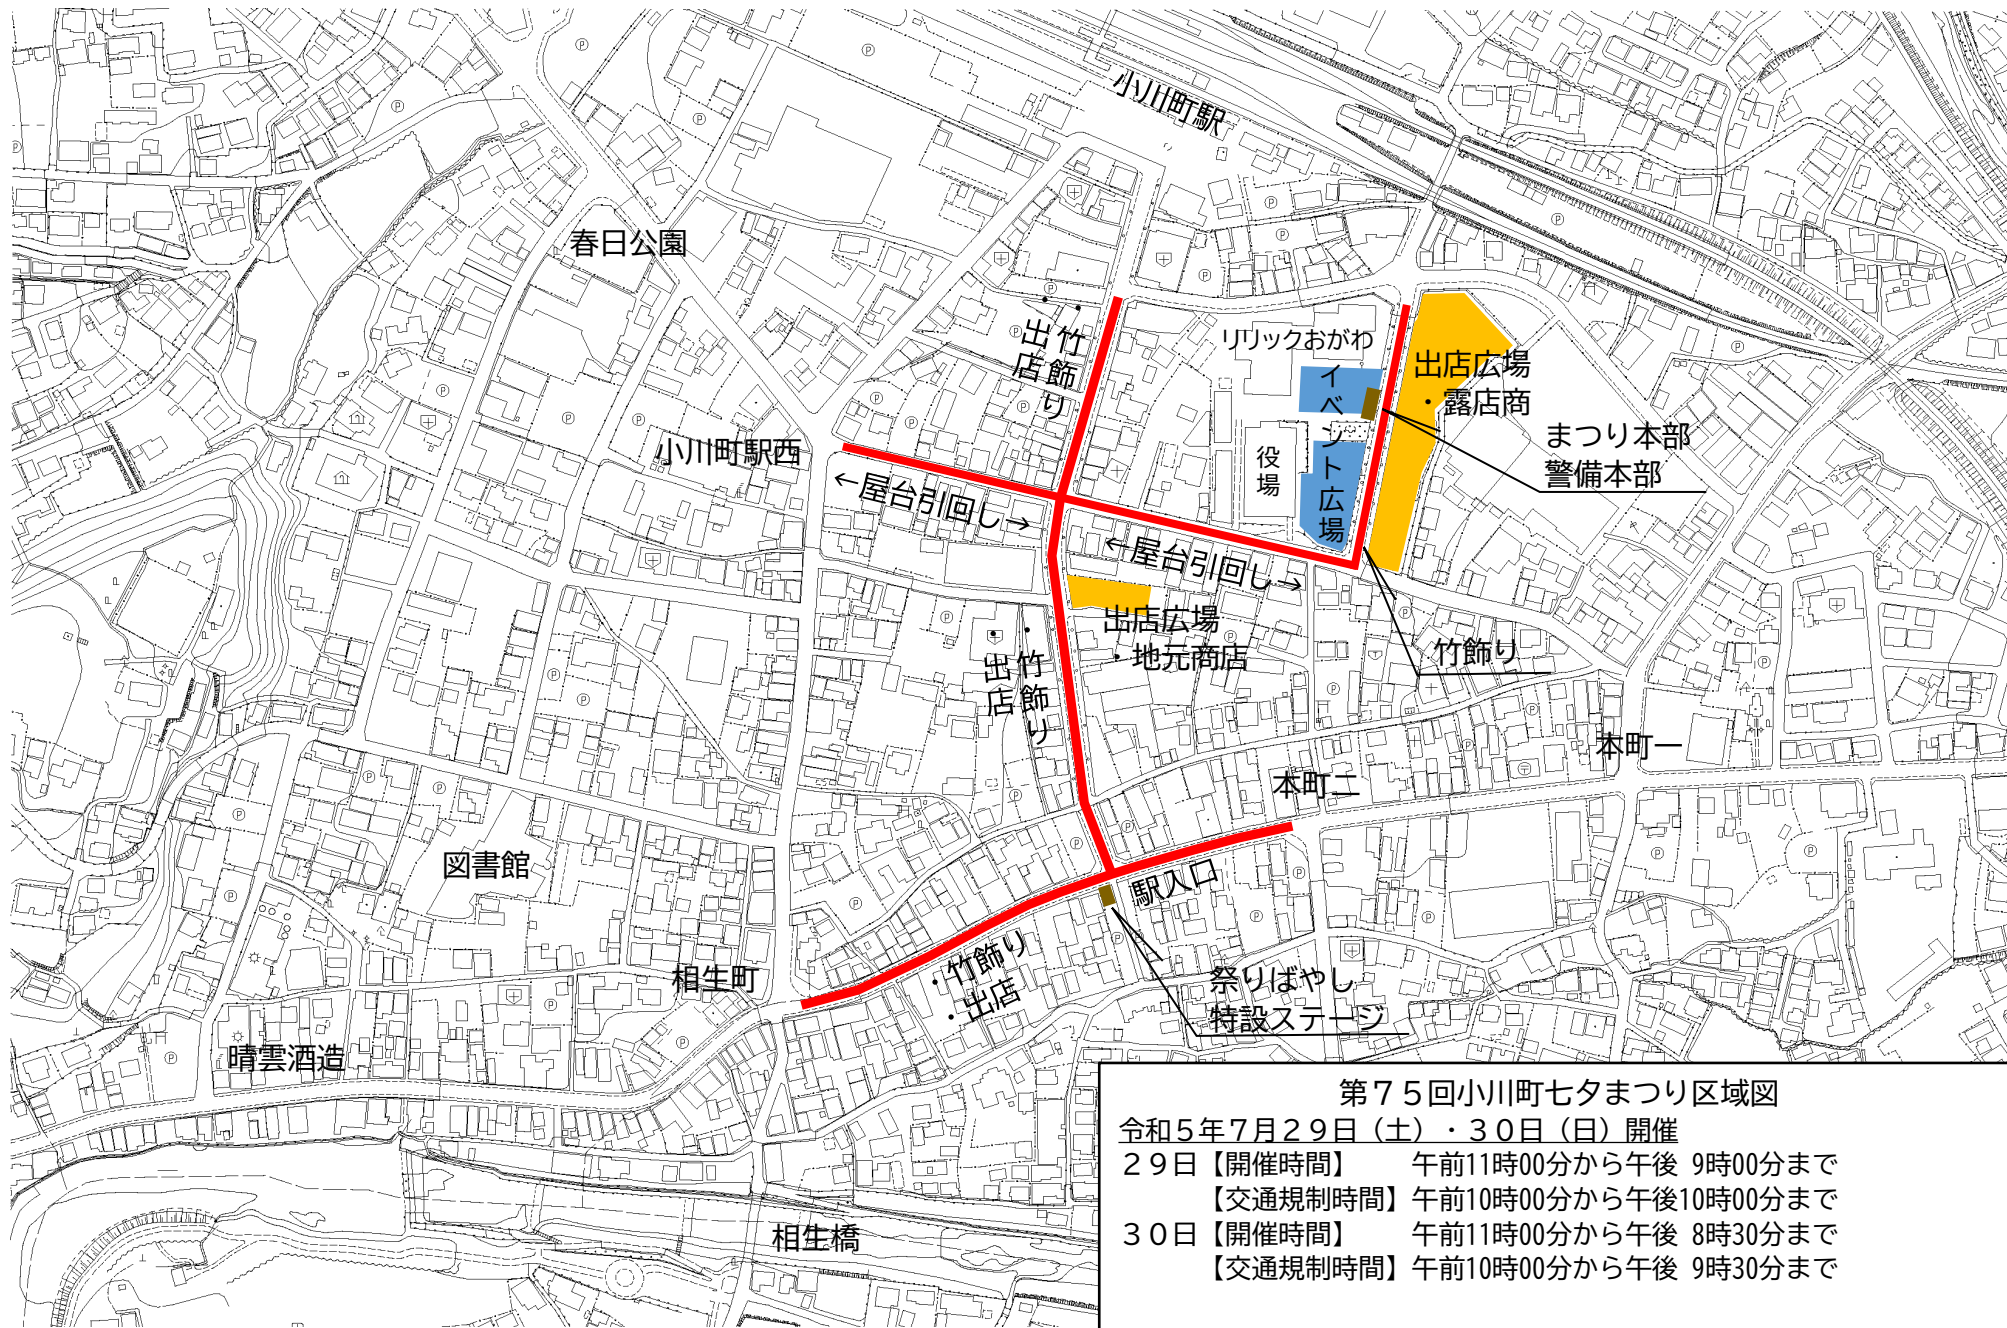 小川町駅
春日公園
リリックおがわ
・竹飾り
・出店
イベント広場
出店広場
・露店商
まつり本部
警備本部
小川町駅西
役場
←屋台引回し→
←屋台引回し→
出店広場
・地元商店
竹飾り
・竹飾り
・出店
本町一
本町二
図書館
駅入口
・竹飾り
・出店
相生町
祭りばやし
特設ステージ
晴雲酒造
相生橋
第７５回小川町七夕まつり区域図
令和５年７月２９日（土）・３０日（日）開催
２９日【開催時間】 午前11時00分から午後 9時00分まで
【交通規制時間】午前10時00分から午後10時00分まで
３０日【開催時間】 午前11時00分から午後 8時30分まで
【交通規制時間】午前10時00分から午後 9時30分まで